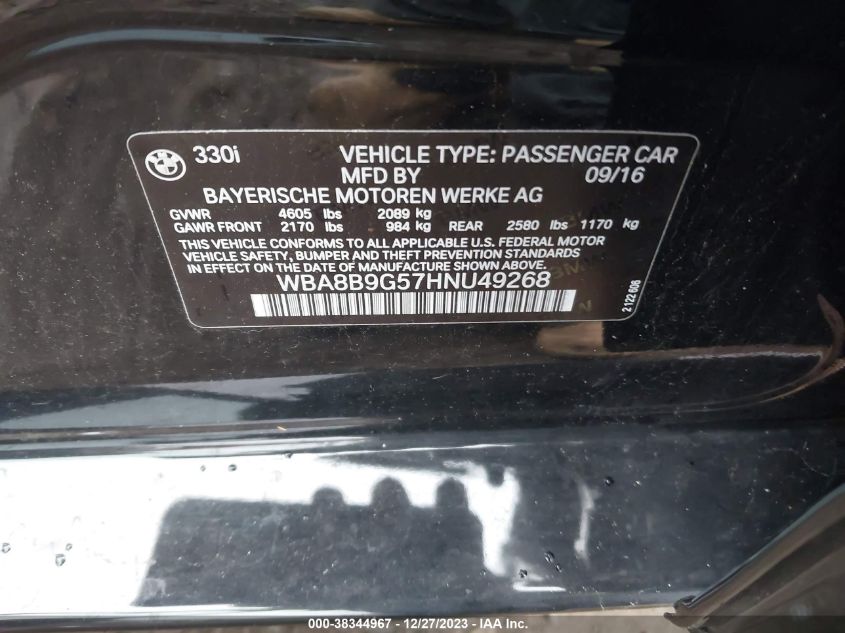 330i VEHICLE TYPE: PASSENGER CAR
MFD BY 09/16
BAYERISCHE MOTOREN WERKE AG
GVWR 4605 lbs 2089 kg
GAWR FRONT 2170 lbs 984 kg REAR 2580 lbs 1170 kg
THIS VEHICLE CONFORMS TO ALL APPLICABLE U.S. FEDERAL MOTOR
VEHICLE SAFETY, BUMPER AND THEFT PREVENTION STANDARDS
IN EFFECT ON THE DATE OF MANUFACTURE SHOWN ABOVE
WBA8B9G57HNU49268
2122 606
000-38344967 - 12/27/2023 - IAA Inc.